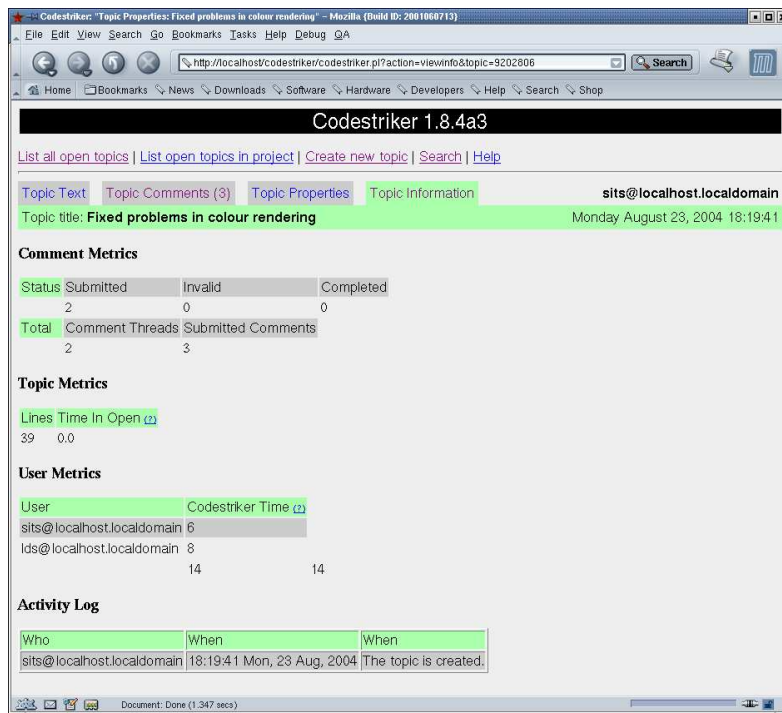 Codestriker: "Topic Properties: Fixed problems in colour rendering" – Mozilla {Build ID: 2001060713}
File Edit View Search Go Bookmarks Tasks Help Debug QA
http://localhost/codestriker/codestriker.pl?action=viewinfo&topic=9202806 Search
Home Bookmarks News Downloads Software Hardware Developers Help Search Shop
Codestriker 1.8.4a3
List all open topics | List open topics in project | Create new topic | Search | Help
Topic Text Topic Comments (3) Topic Properties Topic Information sits@localhost.localdomain
Topic title: Fixed problems in colour rendering Monday August 23, 2004 18:19:41
Comment Metrics
Status Submitted Invalid Completed
2 0 0
Total Comment Threads Submitted Comments
2 3
Topic Metrics
Lines Time In Open (?)
39 0.0
User Metrics
User Codestriker Time (?)
sits@localhost.localdomain 6
lds@localhost.localdomain 8
14 14
Activity Log
Who When When
sits@localhost.localdomain 18:19:41 Mon, 23 Aug, 2004 The topic is created.
Document: Done (1.347 secs)